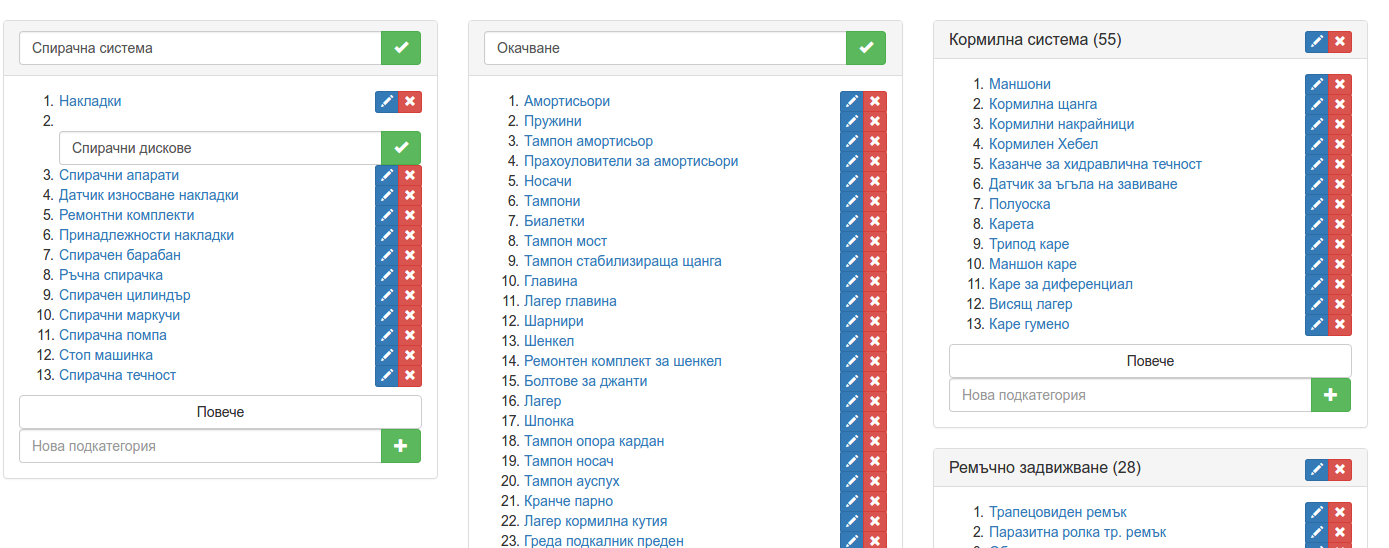 Спирачна система
1. Накладки
2.
Спирачни дискове
3. Спирачни апарати
4. Датчик износване накладки
5. Ремонтни комплекти
6. Принадлежности накладки
7. Спирачен барабан
8. Ръчна спирачка
9. Спирачен цилиндър
10. Спирачни маркучи
11. Спирачна помпа
12. Стоп машинка
13. Спирачна течност
Повече
Нова подкатегория
Окачване
1. Амортисьори
2. Пружини
3. Тампон амортисьор
4. Прахоуловители за амортисьори
5. Носачи
6. Тампони
7. Биалетки
8. Тампон мост
9. Тампон стабилизираща щанга
10. Главина
11. Лагер главина
12. Шарнири
13. Шенкел
14. Ремонтен комплект за шенкел
15. Болтове за джанти
16. Лагер
17. Шпонка
18. Тампон опора кардан
19. Тампон носач
20. Тампон ауспух
21. Кранче парно
22. Лагер кормилна кутия
23. Греда подкалник преден
Кормилна система (55)
1. Маншони
2. Кормилна щанга
3. Кормилни накрайници
4. Кормилен Хебел
5. Казанче за хидравлична течност
6. Датчик за ъгъла на завиване
7. Полуоска
8. Карета
9. Трипод каре
10. Маншон каре
11. Каре за диференциал
12. Висящ лагер
13. Каре гумено
Повече
Нова подкатегория
Ремъчно задвижване (28)
1. Трапецовиден ремък
2. Паразитна ролка тр. ремък